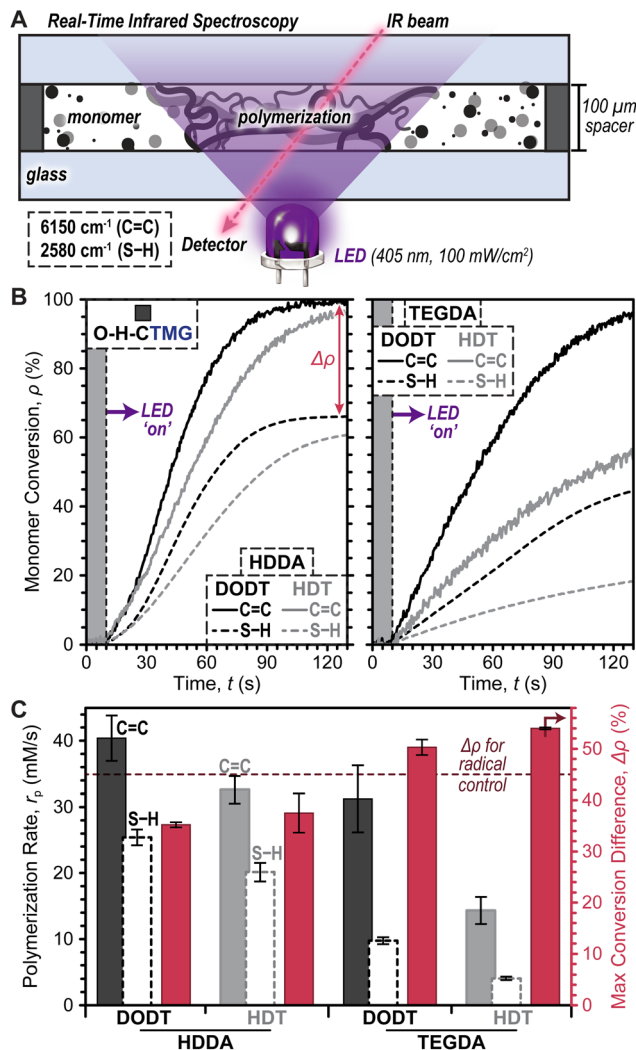 A
Real-Time Infrared Spectroscopy
IR beam
monomer
polymerization
100 µm
spacer
glass
6150 cm⁻¹ (C=C)
2580 cm⁻¹ (S–H)
Detector
LED (405 nm, 100 mW/cm²)
B
Monomer Conversion, ρ (%)
100
80
60
40
20
0
O-H-CTMG
LED
'on'
Δρ
HDDA
DODT HDT
C=C C=C
S–H S–H
0 30 60 90 120
Time, t (s)
TEGDA
DODT HDT
C=C C=C
S–H S–H
LED
'on'
0 30 60 90 120
Time, t (s)
C
Polymerization Rate, rp (mM/s)
40
30
20
10
0
C=C
S–H
C=C
S–H
Δρ for
radical
control
50
40
30
20
10
0
Max Conversion Difference, Δρ (%)
DODT HDT DODT HDT
HDDA TEGDA